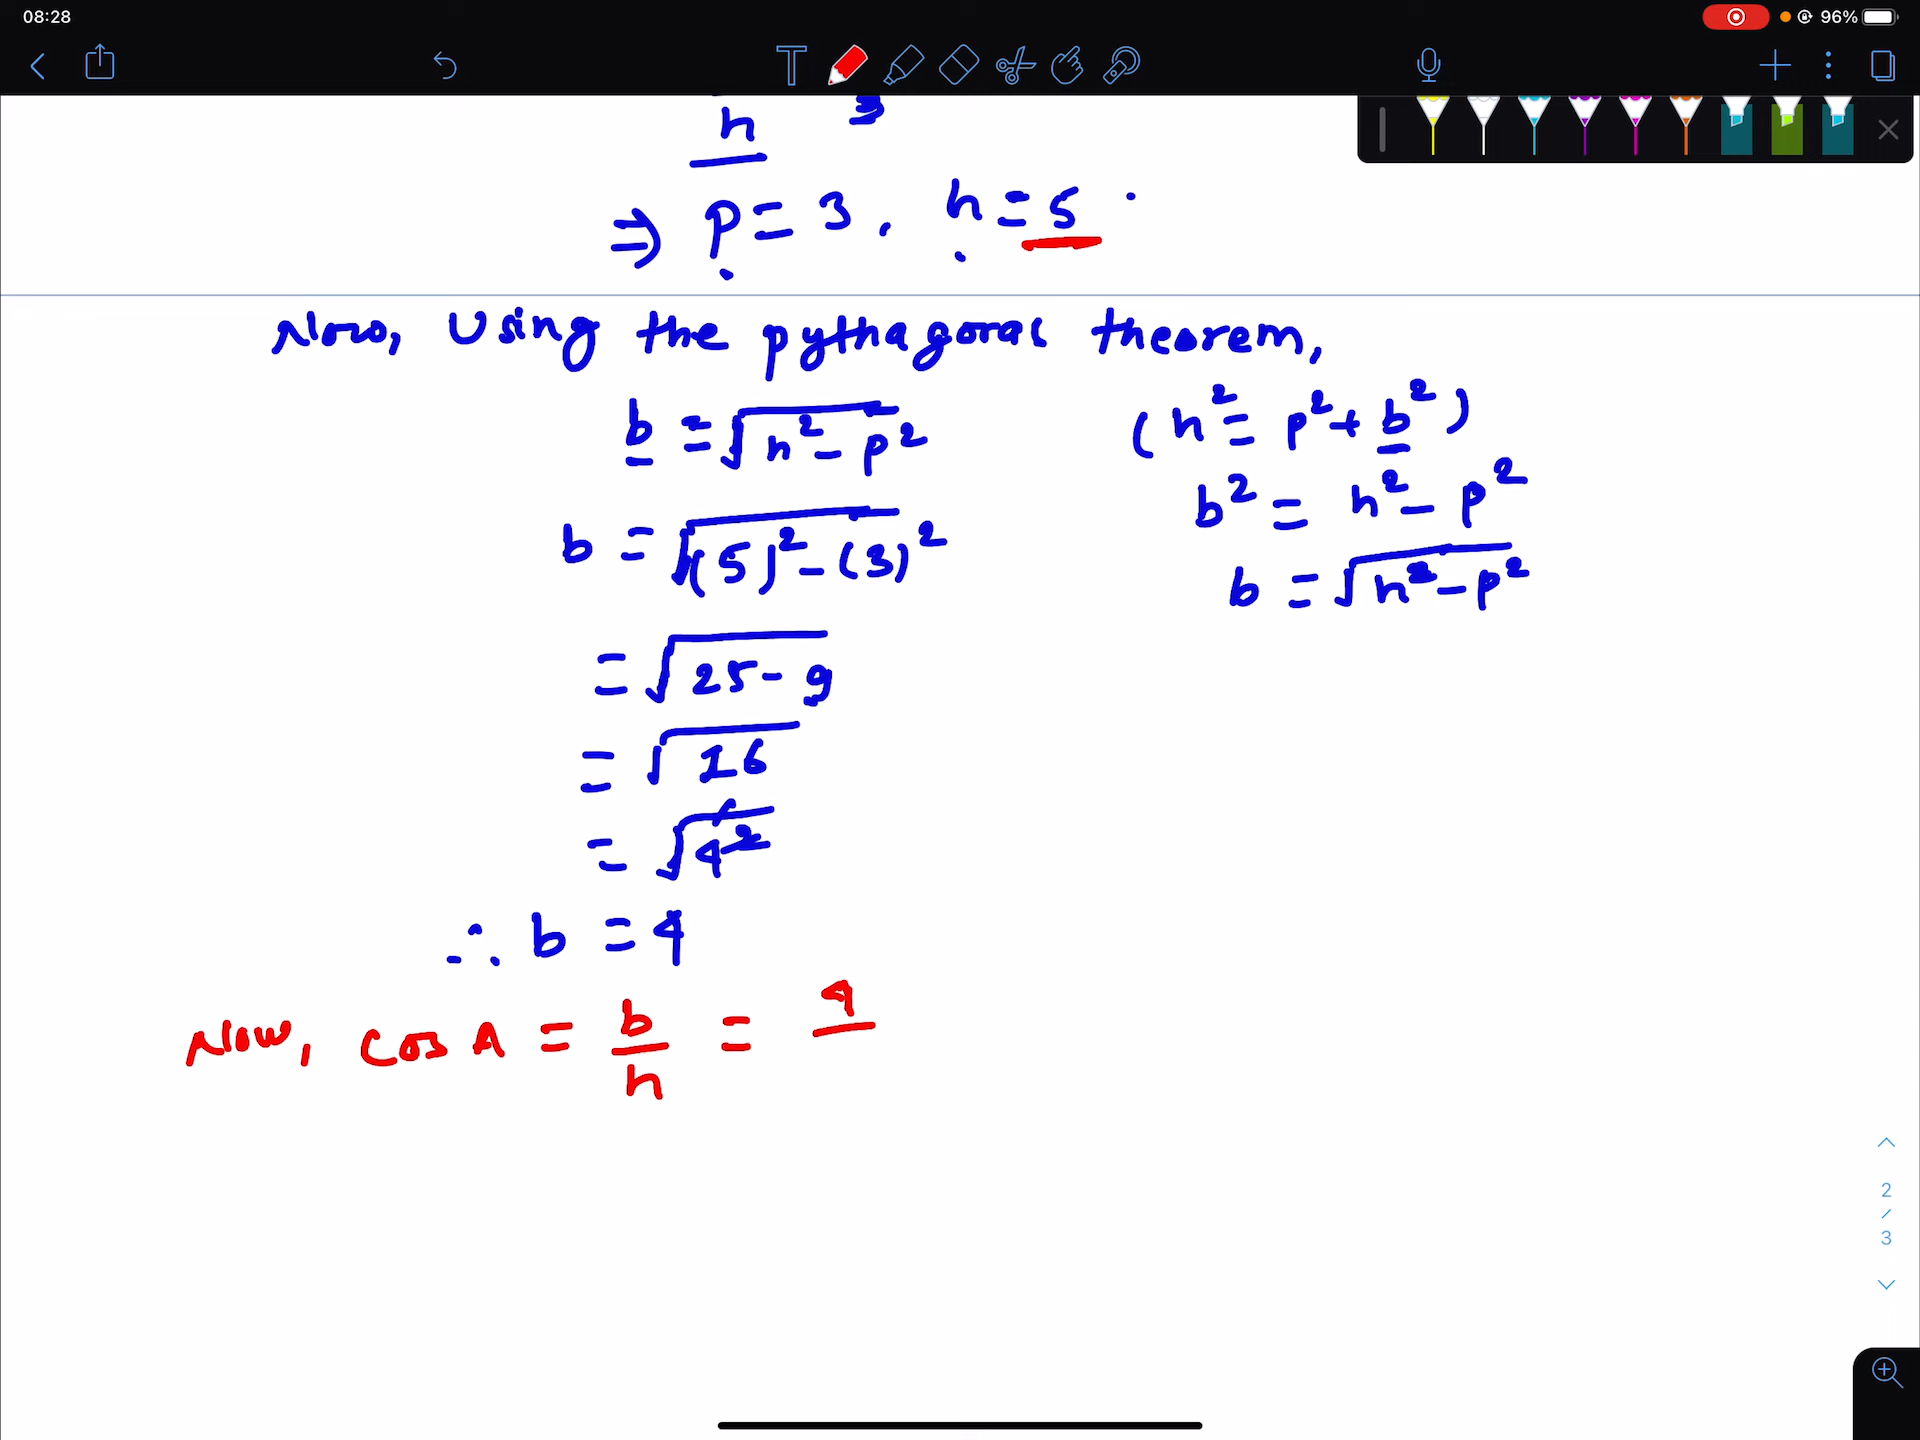 08:28
96%
h
⇒ p = 3, h = 5
Now, Using the pythagoras theorem,
b = √(h² - p²)
(h² = p² + b²)
b² = h² - p²
b = √((5)² - (3)²)
b = √(h² - p²)
= √(25 - 9)
= √16
= √4²
∴ b = 4
Now, cos A = b/h = 4/
2
/
3